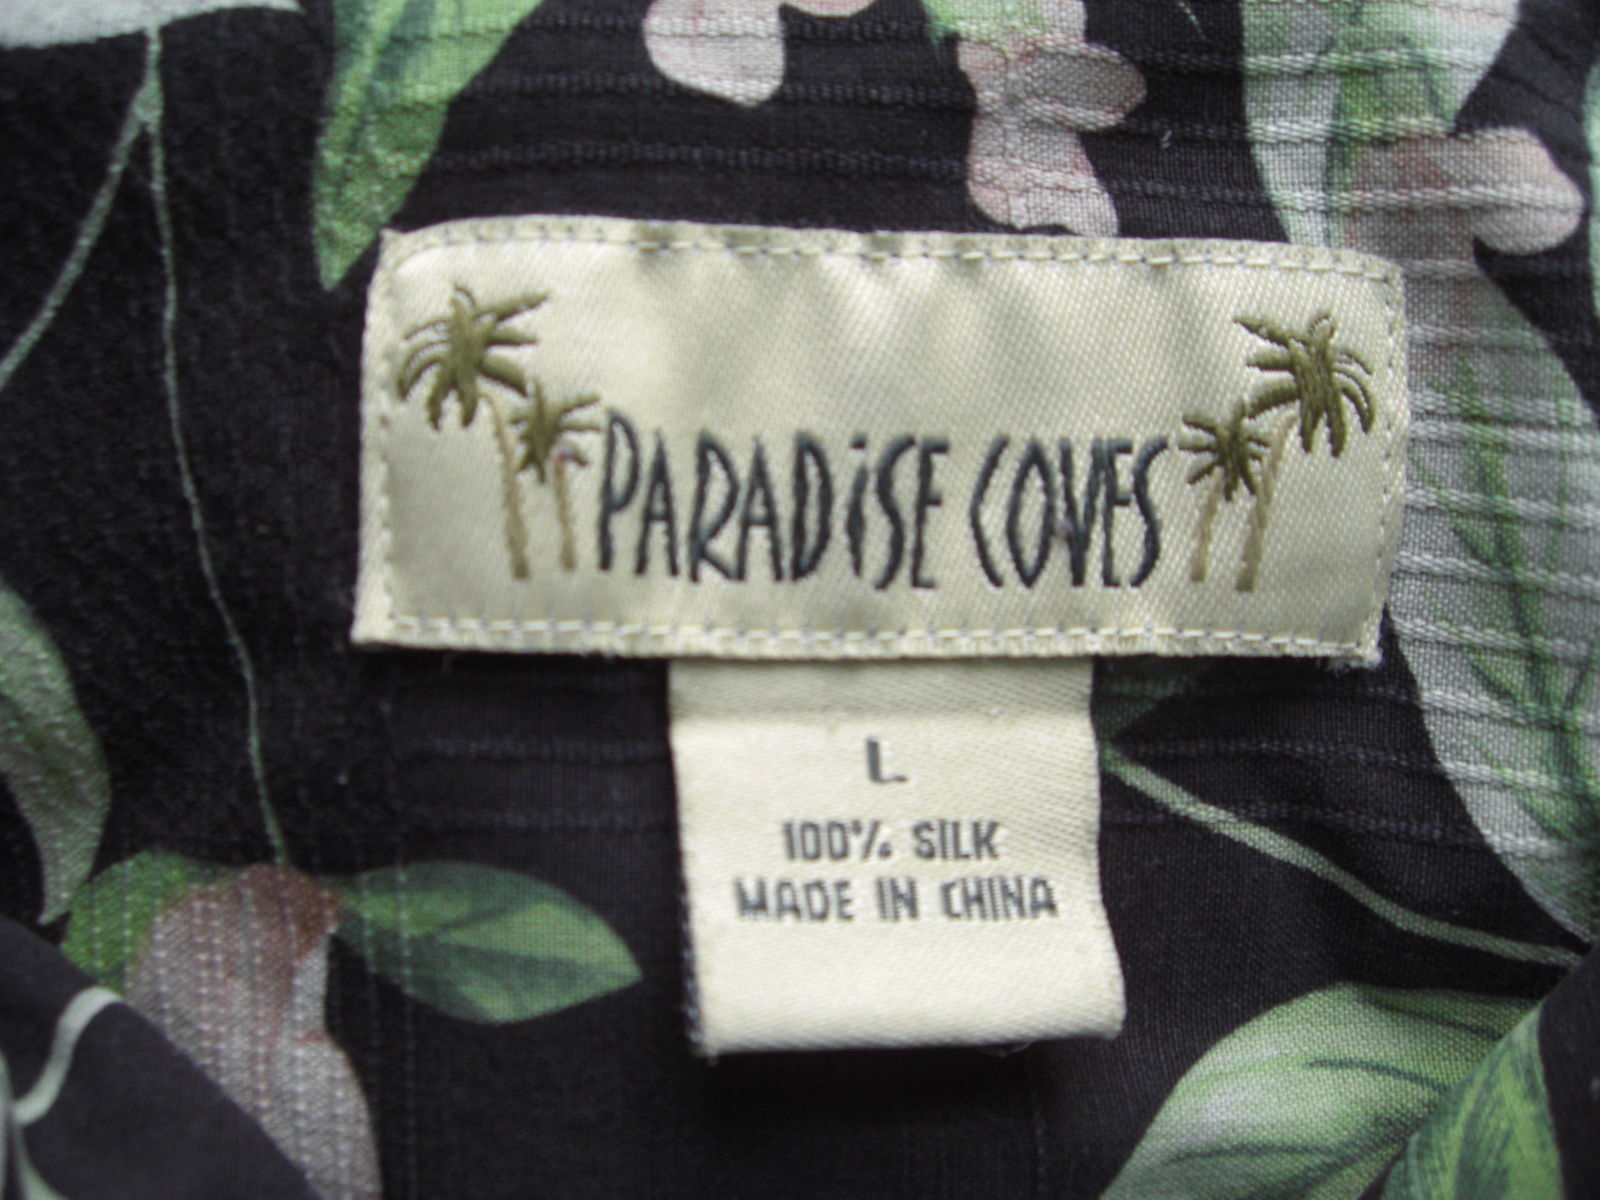 PARADiSE COVES
L
100% SILK
MADE IN CHINA